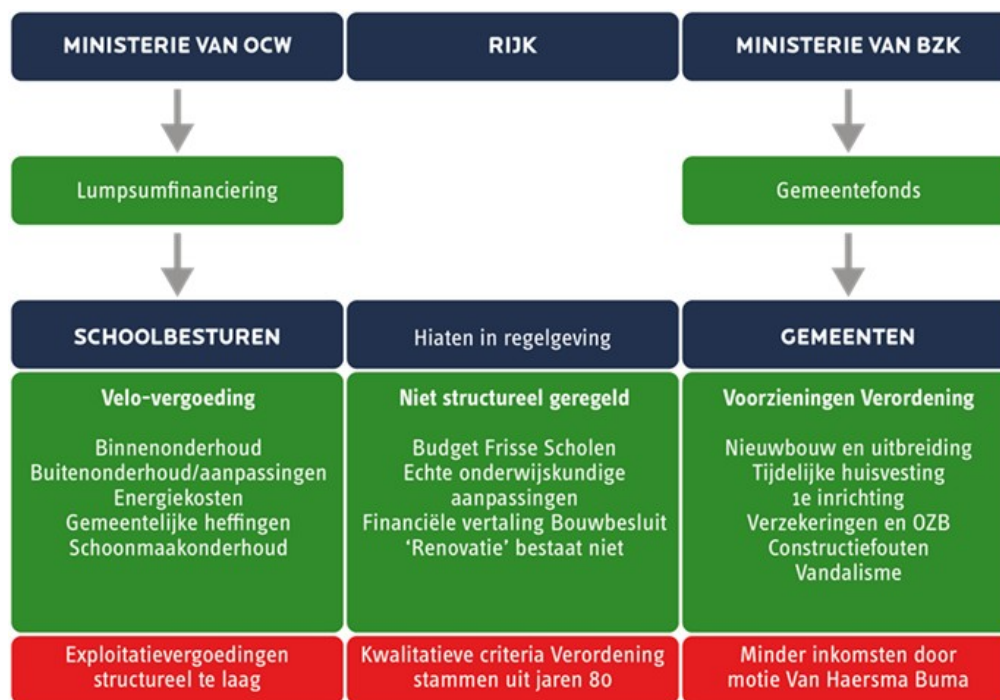 MINISTERIE VAN OCW
RIJK
MINISTERIE VAN BZK
Lumpsumfinanciering
Gemeentefonds
SCHOOLBESTUREN
Hiaten in regelgeving
GEMEENTEN
Velo-vergoeding
Binnenonderhoud
Buitenonderhoud/aanpassingen
Energiekosten
Gemeentelijke heffingen
Schoonmaakonderhoud
Niet structureel geregeld
Budget Frisse Scholen
Echte onderwijskundige
aanpassingen
Financiële vertaling Bouwbesluit
‘Renovatie’ bestaat niet
Voorzieningen Verordening
Nieuwbouw en uitbreiding
Tijdelijke huisvesting
1e inrichting
Verzekeringen en OZB
Constructiefouten
Vandalisme
Exploitatievergoedingen
structureel te laag
Kwalitatieve criteria Verordening
stammen uit jaren 80
Minder inkomsten door
motie Van Haersma Buma